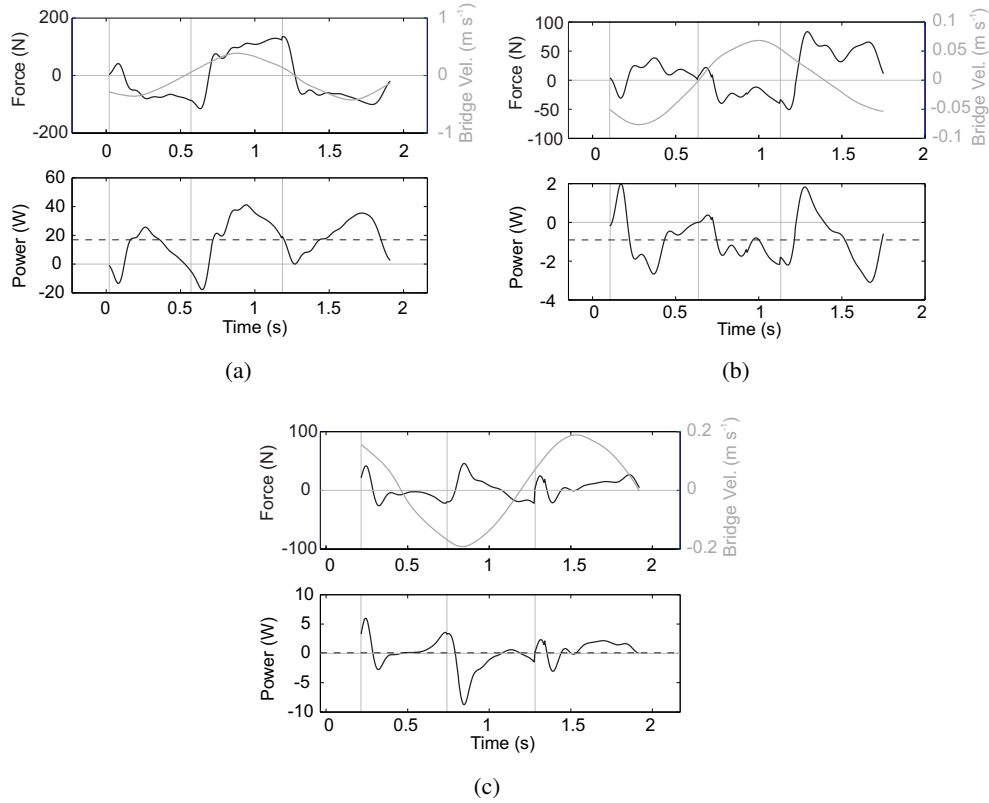 200
0
-200
Force (N)
1
0
-1
Bridge Vel. (m s⁻¹)
0 0.5 1 1.5 2
60
40
20
0
-20
Power (W)
0 0.5 1 1.5 2
Time (s)
(a)
100
50
0
-50
-100
Force (N)
0.1
0.05
0
-0.05
-0.1
Bridge Vel. (m s⁻¹)
0 0.5 1 1.5 2
2
0
-2
-4
Power (W)
0 0.5 1 1.5 2
Time (s)
(b)
100
0
-100
Force (N)
0.2
0
-0.2
Bridge Vel. (m s⁻¹)
0 0.5 1 1.5 2
10
5
0
-5
-10
Power (W)
0 0.5 1 1.5 2
Time (s)
(c)